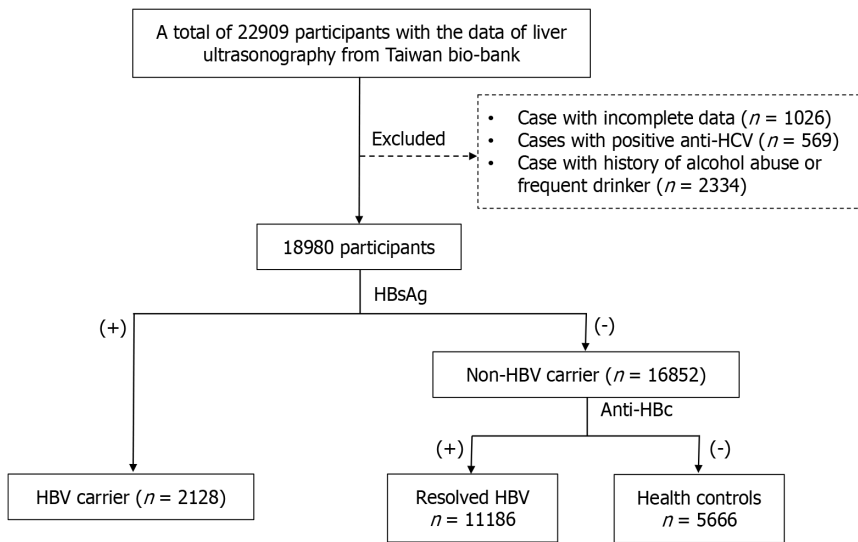 A total of 22909 participants with the data of liver
ultrasonography from Taiwan bio-bank
Excluded
• Case with incomplete data (n = 1026)
• Cases with positive anti-HCV (n = 569)
• Case with history of alcohol abuse or
frequent drinker (n = 2334)
18980 participants
HBsAg
(+)
(-)
Non-HBV carrier (n = 16852)
Anti-HBc
(+)
(-)
HBV carrier (n = 2128)
Resolved HBV
n = 11186
Health controls
n = 5666